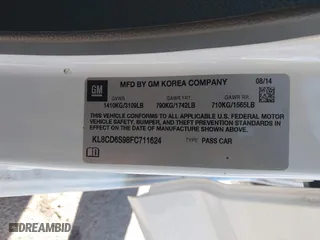 GM
MFD BY GM KOREA COMPANY
08/14
GVWR
GAWR FRT
GAWR RR
1410KG/3109LB
790KG/1742LB
710KG/1565LB
THIS VEHICLE CONFORMS TO ALL APPLICABLE U.S. FEDERAL MOTOR
VEHICLE SAFETY, BUMPER, AND THEFT PREVENTION STANDARDS IN
EFFECT ON THE DATE OF MANUFACTURE SHOWN ABOVE.
KL8CD6S98FC711624
TYPE: PASS CAR